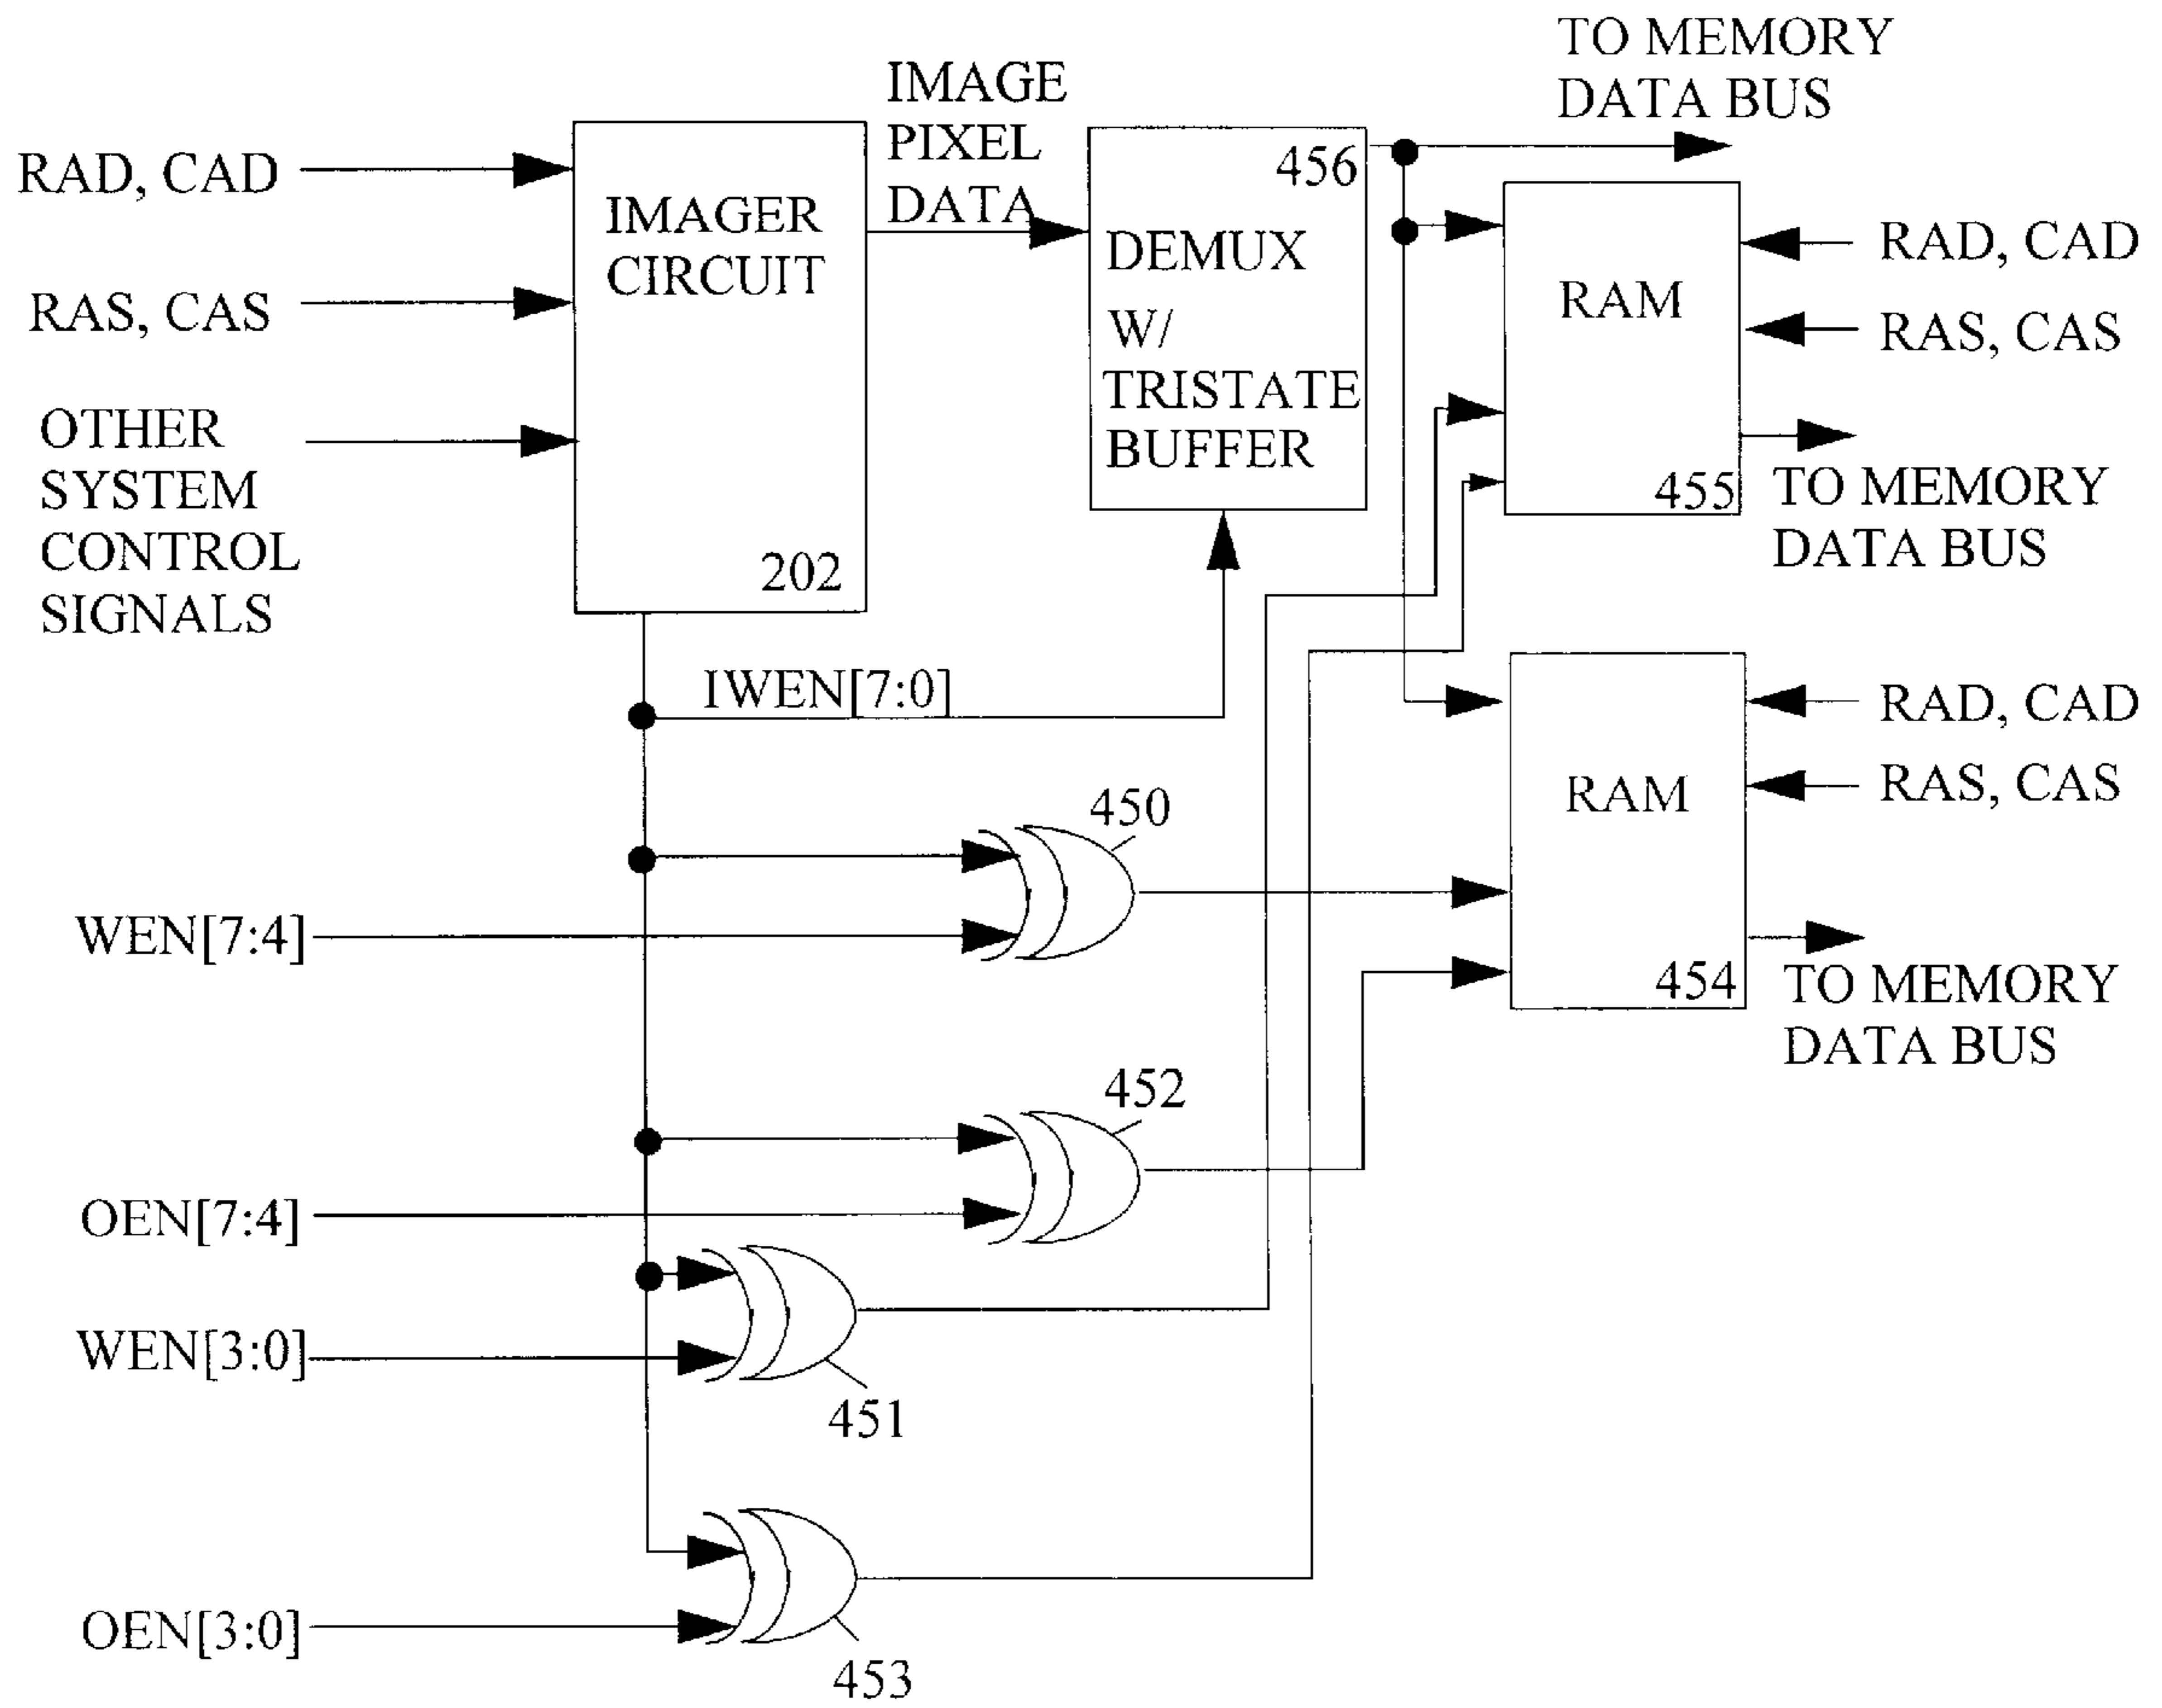 TO MEMORY
DATA BUS
IMAGE
PIXEL
DATA
RAD, CAD
RAS, CAS
OTHER
SYSTEM
CONTROL
SIGNALS
IMAGER
CIRCUIT
202
456
DEMUX
W/
TRISTATE
BUFFER
RAM
455
RAD, CAD
RAS, CAS
TO MEMORY
DATA BUS
IWEN[7:0]
RAM
454
RAD, CAD
RAS, CAS
TO MEMORY
DATA BUS
450
WEN[7:4]
452
OEN[7:4]
WEN[3:0]
451
OEN[3:0]
453